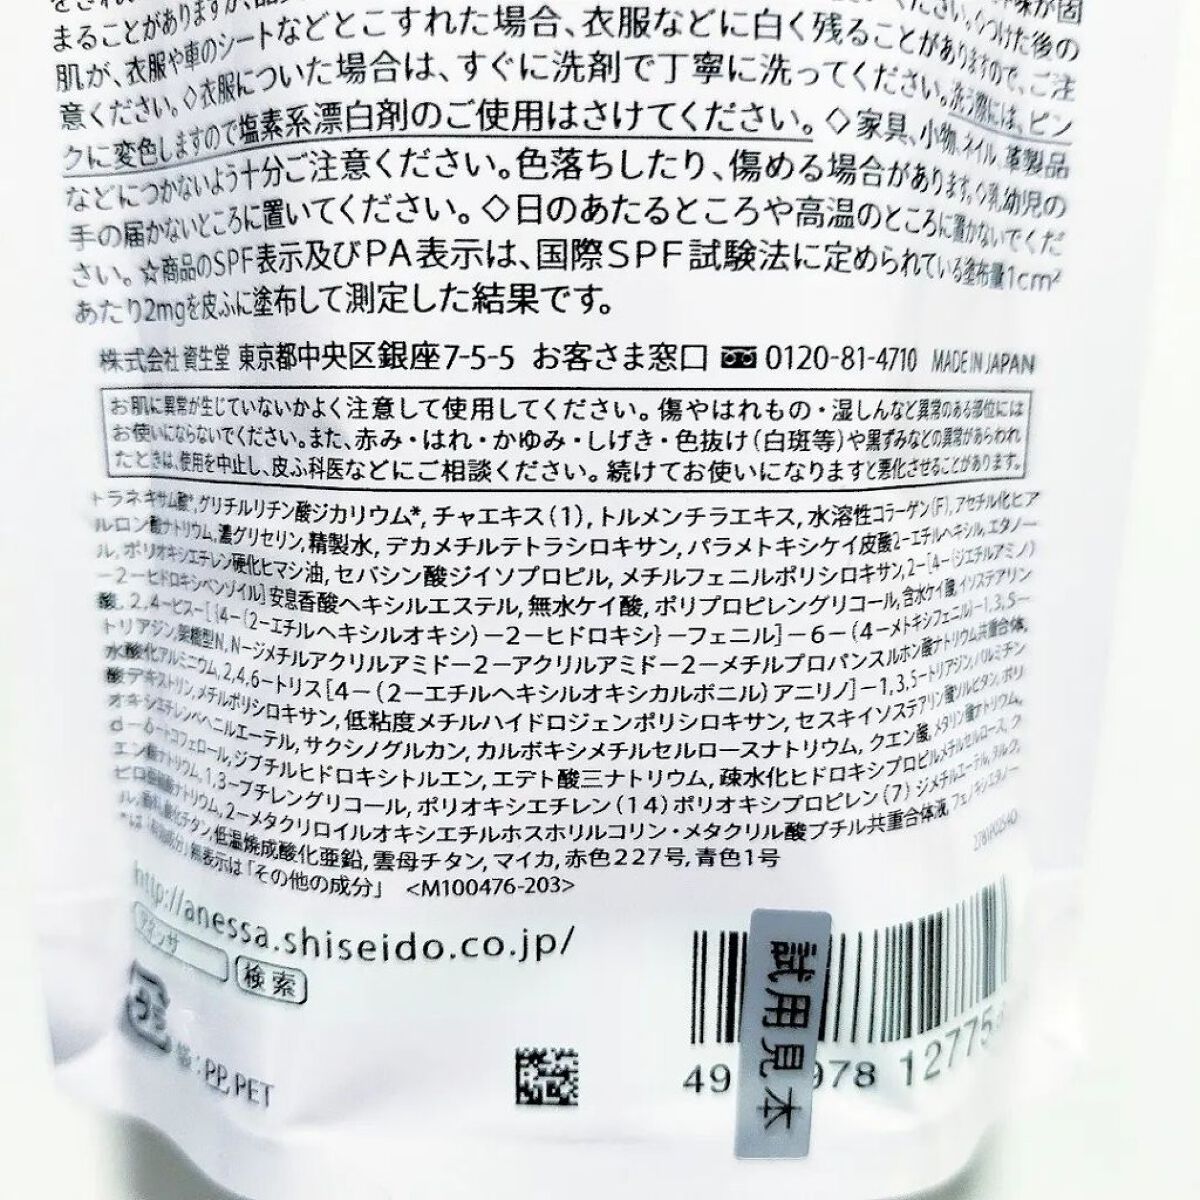 まることがありますが、
肌が、衣服や車のシートなどとこすれた場合、衣服などに白く残ることがありますので、ご注
意ください。◇衣服についた場合は、すぐに洗剤で丁寧に洗ってください。洗う際には、ピン
クに変色しますので塩素系漂白剤のご使用はさけてください。◇家具、小物、ネイル、革製品
などにつかないよう十分ご注意ください。色落ちしたり、傷める場合があります。◇乳幼児の
手の届かないところに置いてください。◇日のあたるところや高温のところに置かないでくだ
さい。☆商品のSPF表示及びPA表示は、国際SPF試験法に定められている塗布量1cm²
あたり2mgを皮ふに塗布して測定した結果です。
株式会社 資生堂 東京都中央区銀座7-5-5 お客さま窓口 0120-81-4710 MADE IN JAPAN
お肌に異常が生じていないかよく注意して使用してください。傷やはれもの・湿しんなど異常のある部位には
お使いにならないでください。また、赤み・はれ・かゆみ・しげき・色抜け(白斑等)や黒ずみなどの異常があらわれ
たときは、使用を中止し、皮ふ科医などにご相談ください。続けてお使いになりますと悪化させることがあります。
トラネキサム酸*,グリチルリチン酸ジカリウム*,チャエキス(1),トルメンチラエキス,水溶性コラーゲン(F),アセチル化ヒア
ルロン酸ナトリウム,濃グリセリン,精製水,デカメチルテトラシロキサン,パラメトキシケイ皮酸2-エチルヘキシル,エタノー
ル,ポリオキシエチレン硬化ヒマシ油,セバシン酸ジイソプロピル,メチルフェニルポリシロキサン,2-[4-(ジエチルアミノ)
-2-ヒドロキシベンゾイル]安息香酸ヘキシルエステル,無水ケイ酸,ポリプロピレングリコール,含水ケイ酸,イソステアリン
酸,2,4-ビス-[{4-(2-エチルヘキシルオキシ)-2-ヒドロキシ}-フェニル]-6-(4-メトキシフェニル)-1,3,5-
トリアジン,架橋型N,N-ジメチルアクリルアミド-2-アクリルアミド-2-メチルプロパンスルホン酸ナトリウム共重合体,
水酸化アルミニウム,2,4,6-トリス[4-(2-エチルヘキシルオキシカルボニル)アニリノ]-1,3,5-トリアジン,パルミチン
酸デキストリン,メチルポリシロキサン,低粘度メチルハイドロジェンポリシロキサン,セスキイソステアリン酸ソルビタン,ポリ
オキシエチレンベヘニルエーテル,サクシノグルカン,カルボキシメチルセルロースナトリウム,クエン酸,メタリン酸ナトリウム,
d-δ-トコフェロール,ジブチルヒドロキシトルエン,エデト酸三ナトリウム,疎水化ヒドロキシプロピルメチルセルロース,ク
エン酸ナトリウム,1,3-ブチレングリコール,ポリオキシエチレン(14)ポリオキシプロピレン(7)ジメチルエーテル,タルク,
ピロ亜硫酸ナトリウム,2-メタクリロイルオキシエチルホスホリルコリン・メタクリル酸ブチル共重合体液,フェノキシエタノー
ル,香料,酸化チタン,低温焼成酸化亜鉛,雲母チタン,マイカ,赤色227号,青色1号
*は「有効成分」無表示は「その他の成分」 <M100476-203>
http://anessa.shiseido.co.jp/
アネッサ 検索
袋:PP,PET
49 978 12775
試用見本